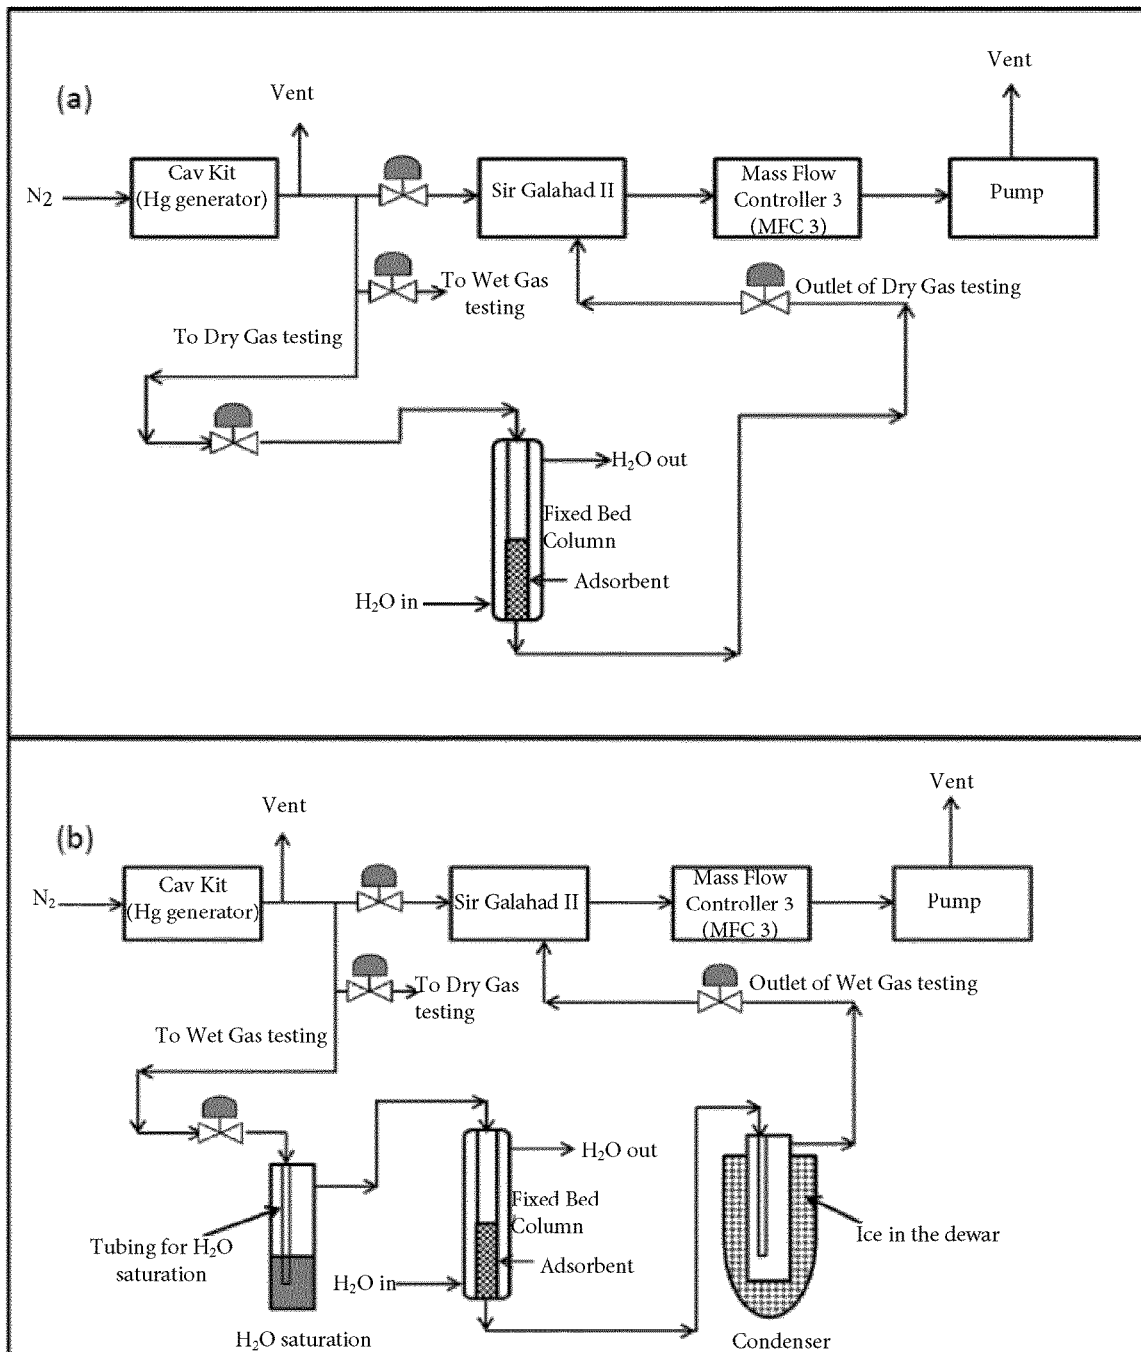 (a)
Vent
Vent
N2
Cav Kit
(Hg generator)
Sir Galahad II
Mass Flow
Controller 3
(MFC 3)
Pump
To Wet Gas
testing
Outlet of Dry Gas testing
To Dry Gas testing
H₂O out
Fixed Bed
Column
Adsorbent
H₂O in
(b)
Vent
Vent
N₂
Cav Kit
(Hg generator)
Sir Galahad II
Mass Flow
Controller 3
(MFC 3)
Pump
To Dry Gas
testing
Outlet of Wet Gas testing
To Wet Gas testing
H₂O out
Fixed Bed
Column
Ice in the dewar
Tubing for H₂O
saturation
Adsorbent
H₂O in
H₂O saturation
Condenser